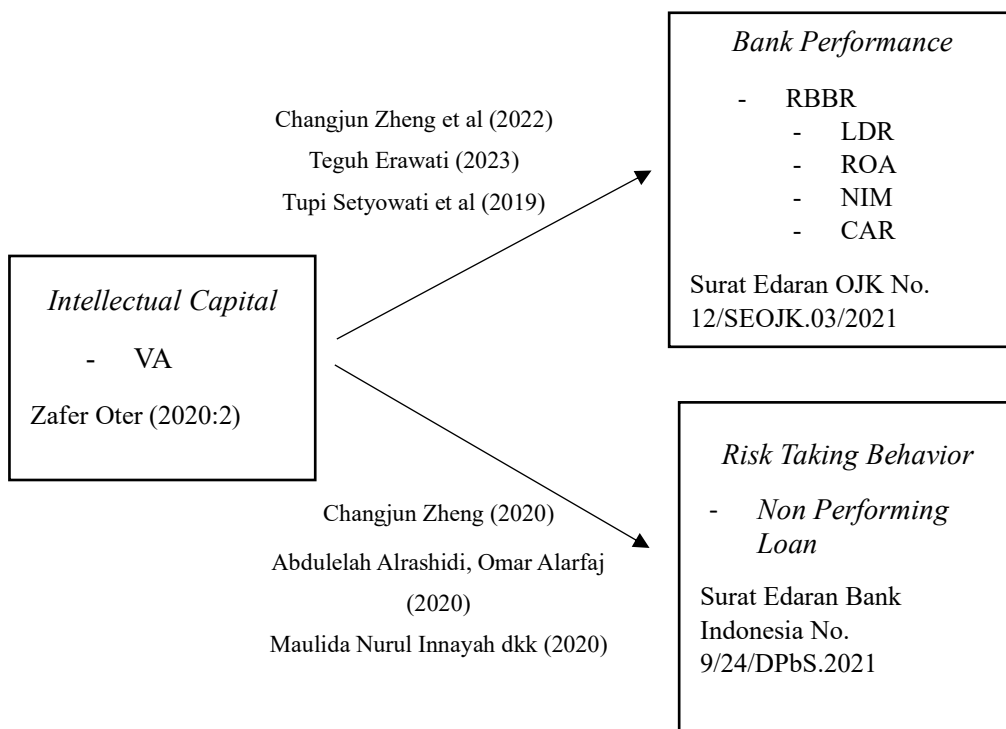 Bank Performance
- RBBR
- LDR
- ROA
- NIM
- CAR
Surat Edaran OJK No.
12/SEOJK.03/2021
Changjun Zheng et al (2022)
Teguh Erawati (2023)
Tupi Setyowati et al (2019)
Intellectual Capital
- VA
Zafer Oter (2020:2)
Changjun Zheng (2020)
Abdulelah Alrashidi, Omar Alarfaj
(2020)
Maulida Nurul Innayah dkk (2020)
Risk Taking Behavior
- Non Performing
Loan
Surat Edaran Bank
Indonesia No.
9/24/DPbS.2021